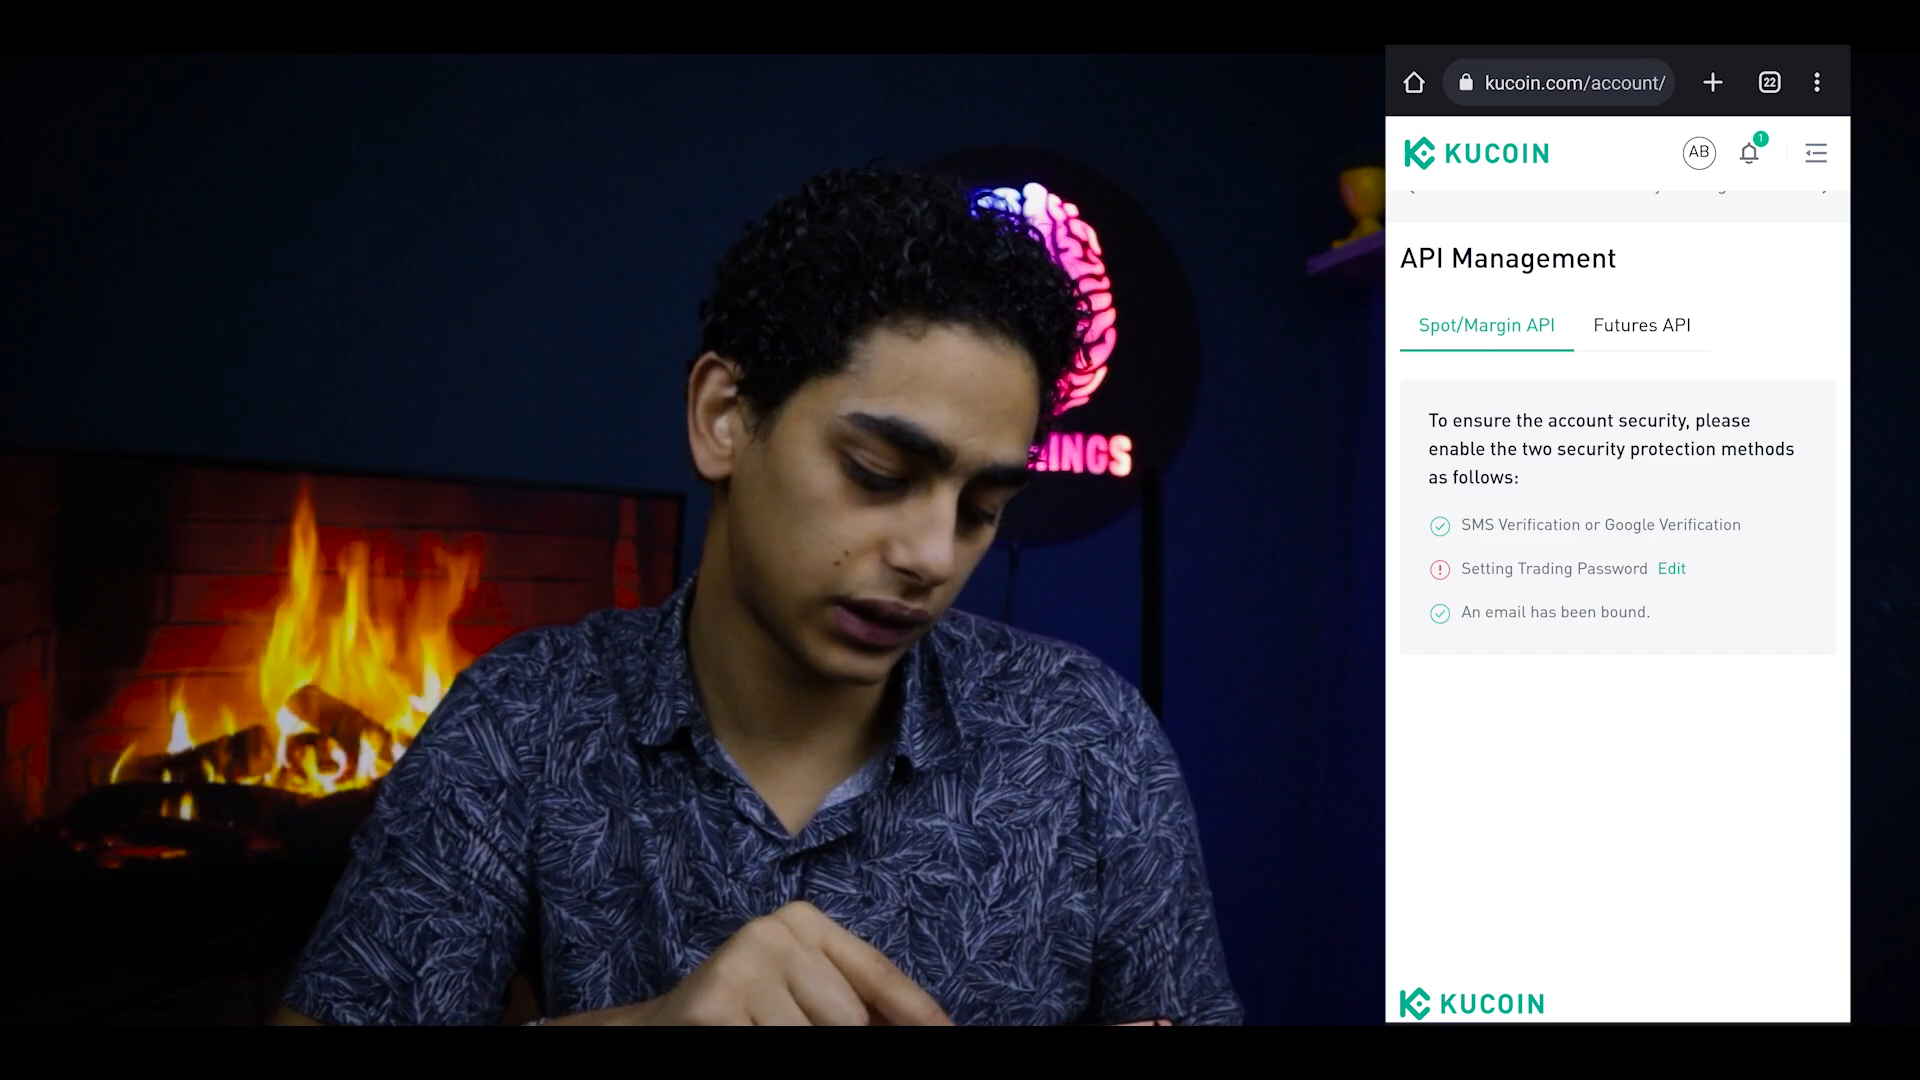 kucoin.com/account/
22
KUCOIN
AB
1
API Management
Spot/Margin API
Futures API
To ensure the account security, please
enable the two security protection methods
as follows:
SMS Verification or Google Verification
Setting Trading Password Edit
An email has been bound.
KUCOIN